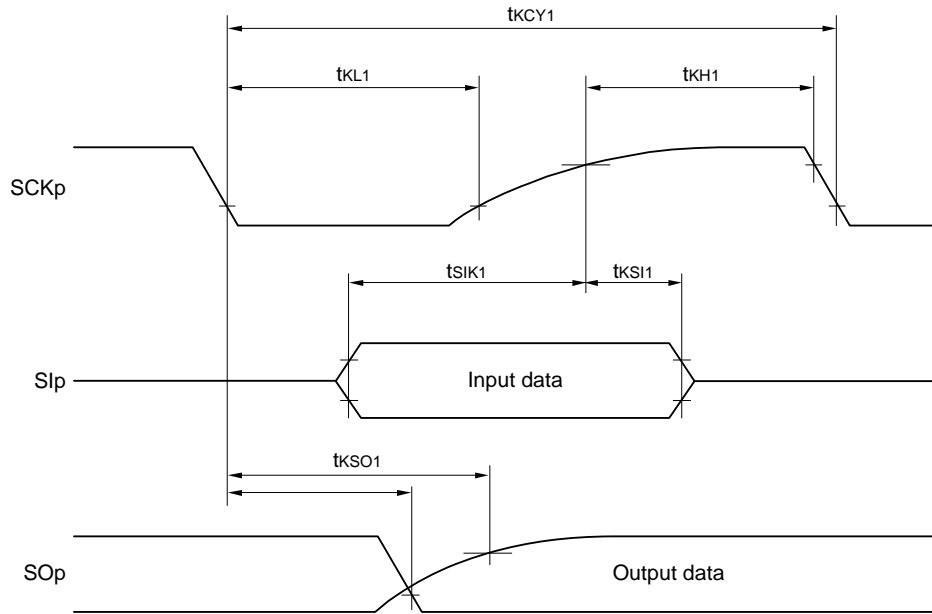 tKCY1
tKL1
tKH1
SCKp
tSIK1
tKSI1
SIp
Input data
tKSO1
SOp
Output data